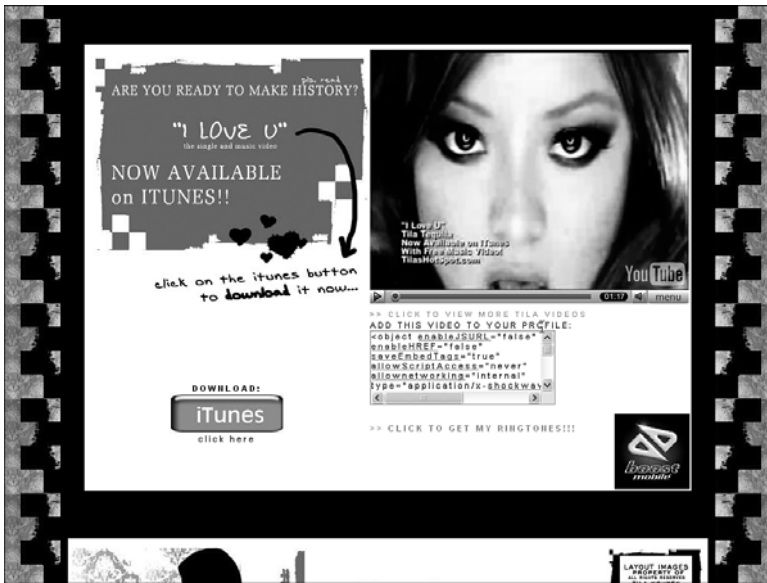 pls. read
ARE YOU READY TO MAKE HISTORY?
"I LOVE U"
the single and music video
NOW AVAILABLE
on ITUNES!!
click on the itunes button
to download it now...
DOWNLOAD:
iTunes
click here
"I Love U"
Tila Tequila
Now Available on iTunes
With Free Music Video!
TilasHotSpot.com
YouTube
01:17
menu
>> CLICK TO VIEW MORE TILA VIDEOS
ADD THIS VIDEO TO YOUR PROFILE:
<object enableJSURL="false"
enableHREF="false"
saveEmbedTags="true"
allowScriptAccess="never"
allownetworking="internal"
type="application/x-shockwav
>> CLICK TO GET MY RINGTONES!!!
boost
mobile
LAYOUT IMAGES
PROPERTY OF
ALL RIGHTS RESERVED